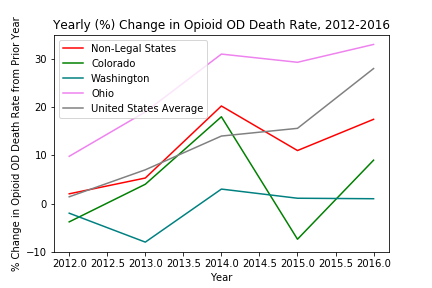 Yearly (%) Change in Opioid OD Death Rate, 2012-2016
% Change in Opioid OD Death Rate from Prior Year
Non-Legal States
Colorado
Washington
Ohio
United States Average
30
20
10
0
−10
2012.0 2012.5 2013.0 2013.5 2014.0 2014.5 2015.0 2015.5 2016.0
Year